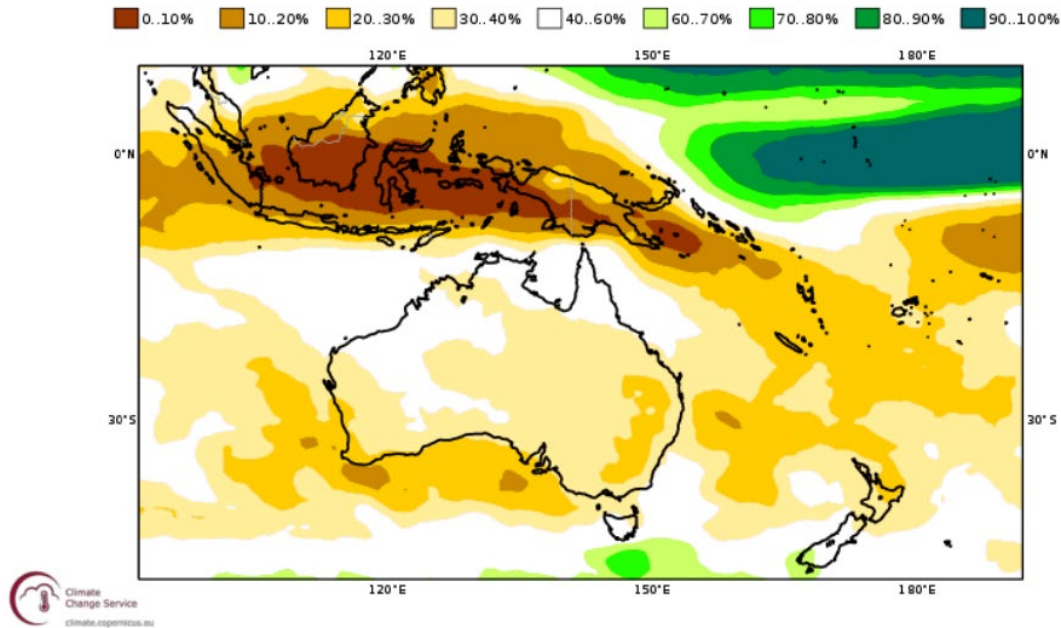 0..10% 10..20% 20..30% 30..40% 40..60% 60..70% 70..80% 80..90% 90..100%
120°E 150°E 180°E
0°N 0°N
30°S 30°S
120°E 150°E 180°E
Climate
Change Service
climate.copernicus.eu